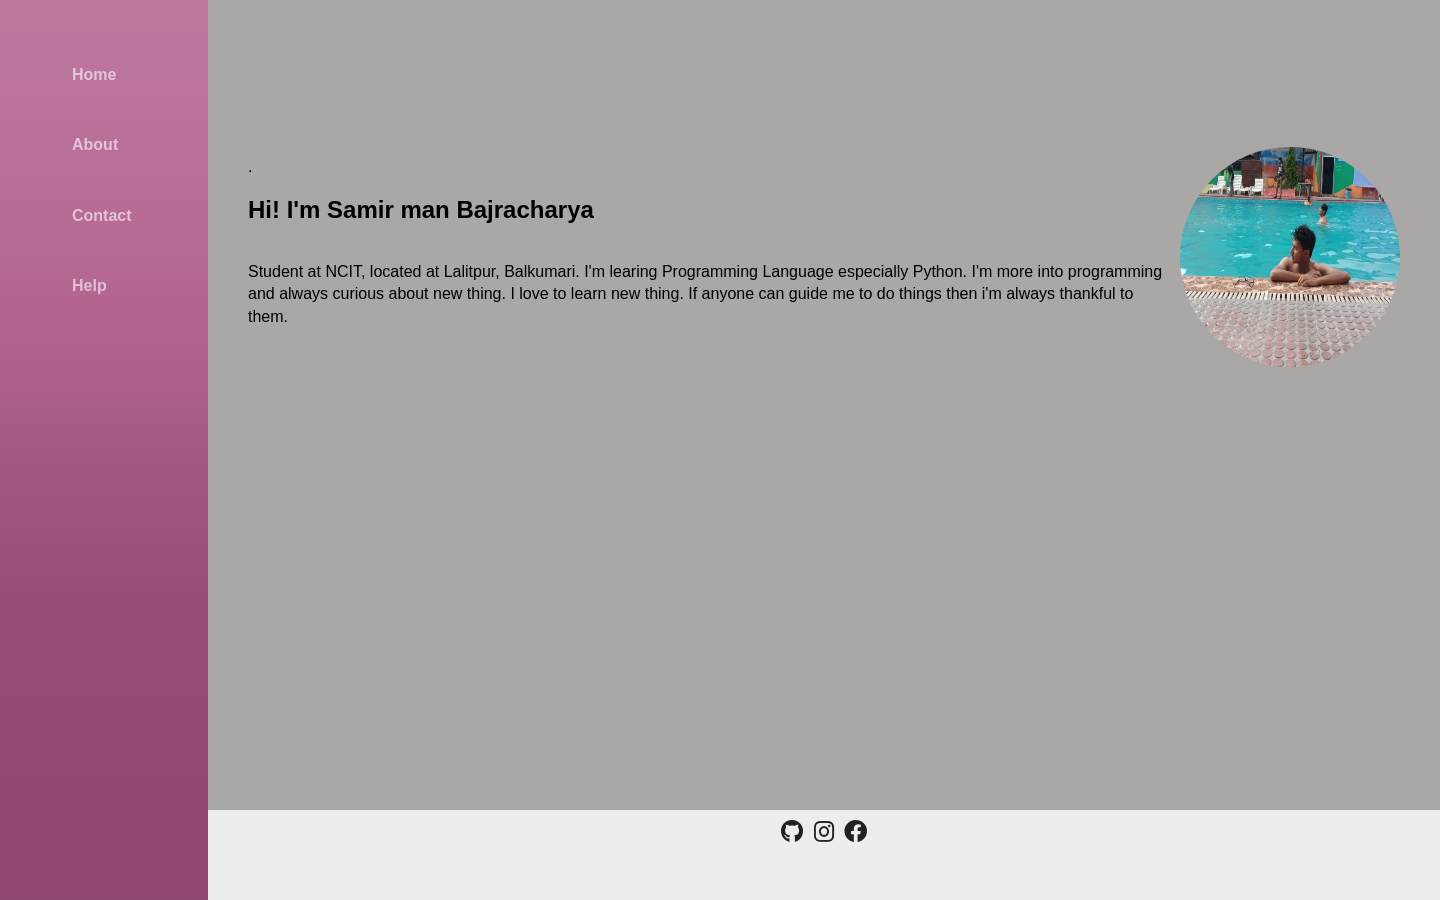 Home
About
Contact
Help
.
Hi! I'm Samir man Bajracharya
Student at NCIT, located at Lalitpur, Balkumari. I'm learing Programming Language especially Python. I'm more into programming
and always curious about new thing. I love to learn new thing. If anyone can guide me to do things then i'm always thankful to
them.